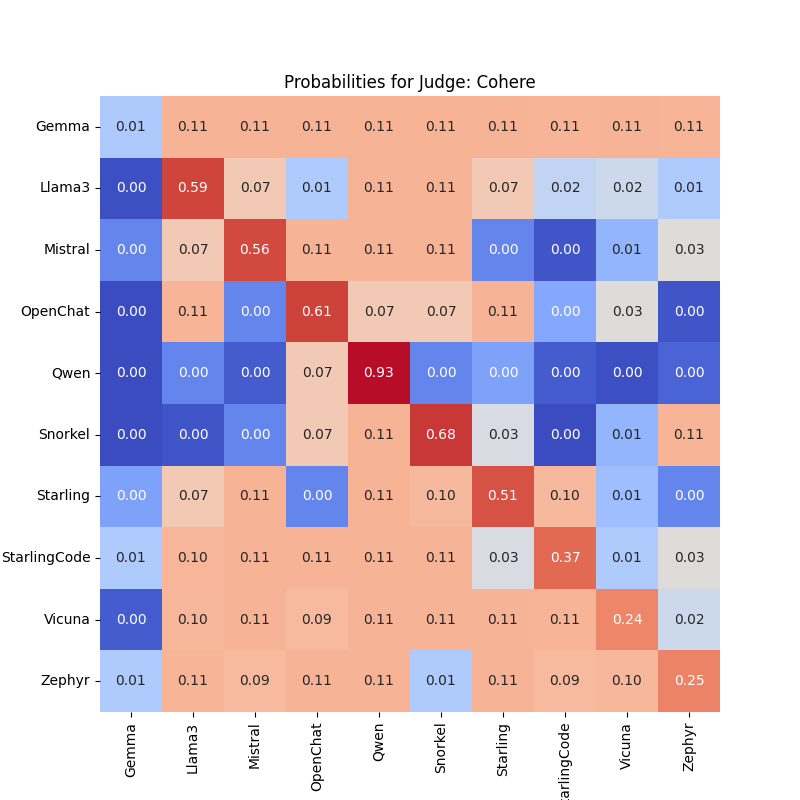 Probabilities for Judge: Cohere
Gemma 0.01 0.11 0.11 0.11 0.11 0.11 0.11 0.11 0.11 0.11
Llama3 0.00 0.59 0.07 0.01 0.11 0.11 0.07 0.02 0.02 0.01
Mistral 0.00 0.07 0.56 0.11 0.11 0.11 0.00 0.00 0.01 0.03
OpenChat 0.00 0.11 0.00 0.61 0.07 0.07 0.11 0.00 0.03 0.00
Qwen 0.00 0.00 0.00 0.07 0.93 0.00 0.00 0.00 0.00 0.00
Snorkel 0.00 0.00 0.00 0.07 0.11 0.68 0.03 0.00 0.01 0.11
Starling 0.00 0.07 0.11 0.00 0.11 0.10 0.51 0.10 0.01 0.00
StarlingCode 0.01 0.10 0.11 0.11 0.11 0.11 0.03 0.37 0.01 0.03
Vicuna 0.00 0.10 0.11 0.09 0.11 0.11 0.11 0.11 0.24 0.02
Zephyr 0.01 0.11 0.09 0.11 0.11 0.01 0.11 0.09 0.10 0.25
Gemma Llama3 Mistral OpenChat Qwen Snorkel Starling arlingCode Vicuna Zephyr